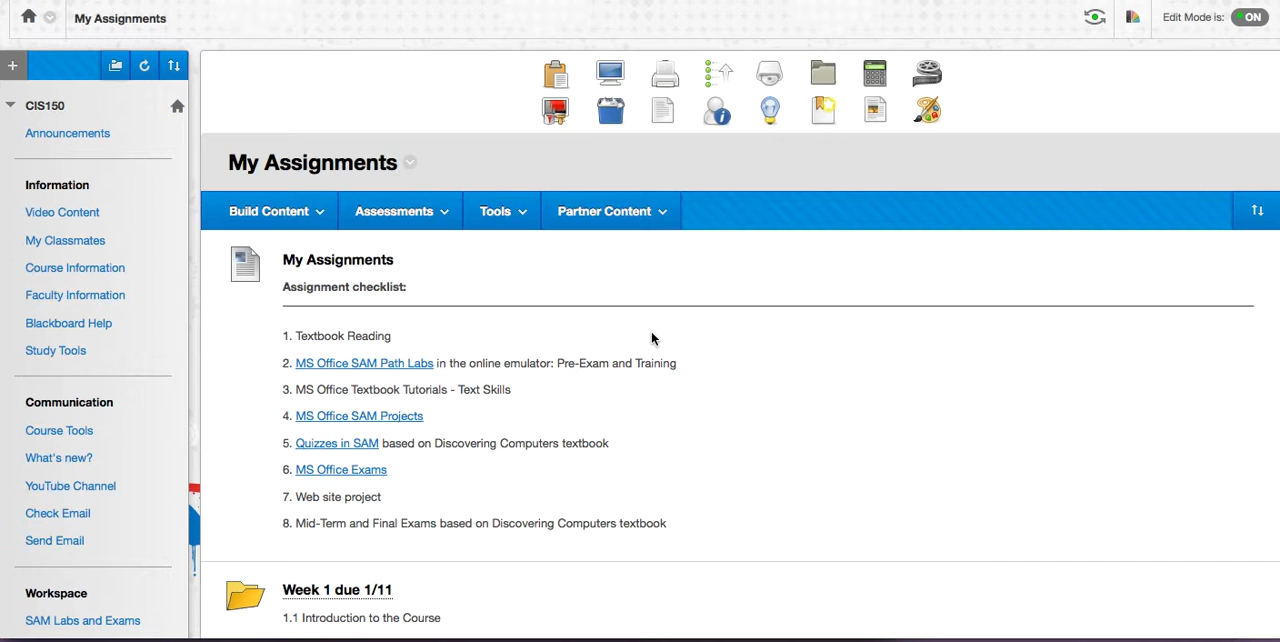 My Assignments
Edit Mode is: ON
CIS150
Announcements
Information
Video Content
My Classmates
Course Information
Faculty Information
Blackboard Help
Study Tools
Communication
Course Tools
What's new?
YouTube Channel
Check Email
Send Email
Workspace
SAM Labs and Exams
My Assignments
Build Content
Assessments
Tools
Partner Content
My Assignments
Assignment checklist:
1. Textbook Reading
2. MS Office SAM Path Labs in the online emulator: Pre-Exam and Training
3. MS Office Textbook Tutorials - Text Skills
4. MS Office SAM Projects
5. Quizzes in SAM based on Discovering Computers textbook
6. MS Office Exams
7. Web site project
8. Mid-Term and Final Exams based on Discovering Computers textbook
Week 1 due 1/11
1.1 Introduction to the Course